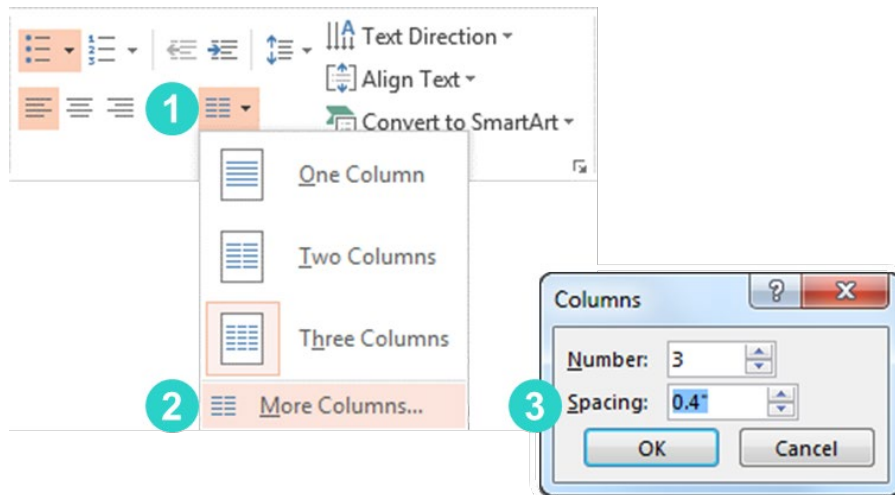 Text Direction
Align Text
1
Convert to SmartArt
One Column
Two Columns
Three Columns
2 More Columns...
Columns
Number: 3
3 Spacing: 0.4"
OK Cancel